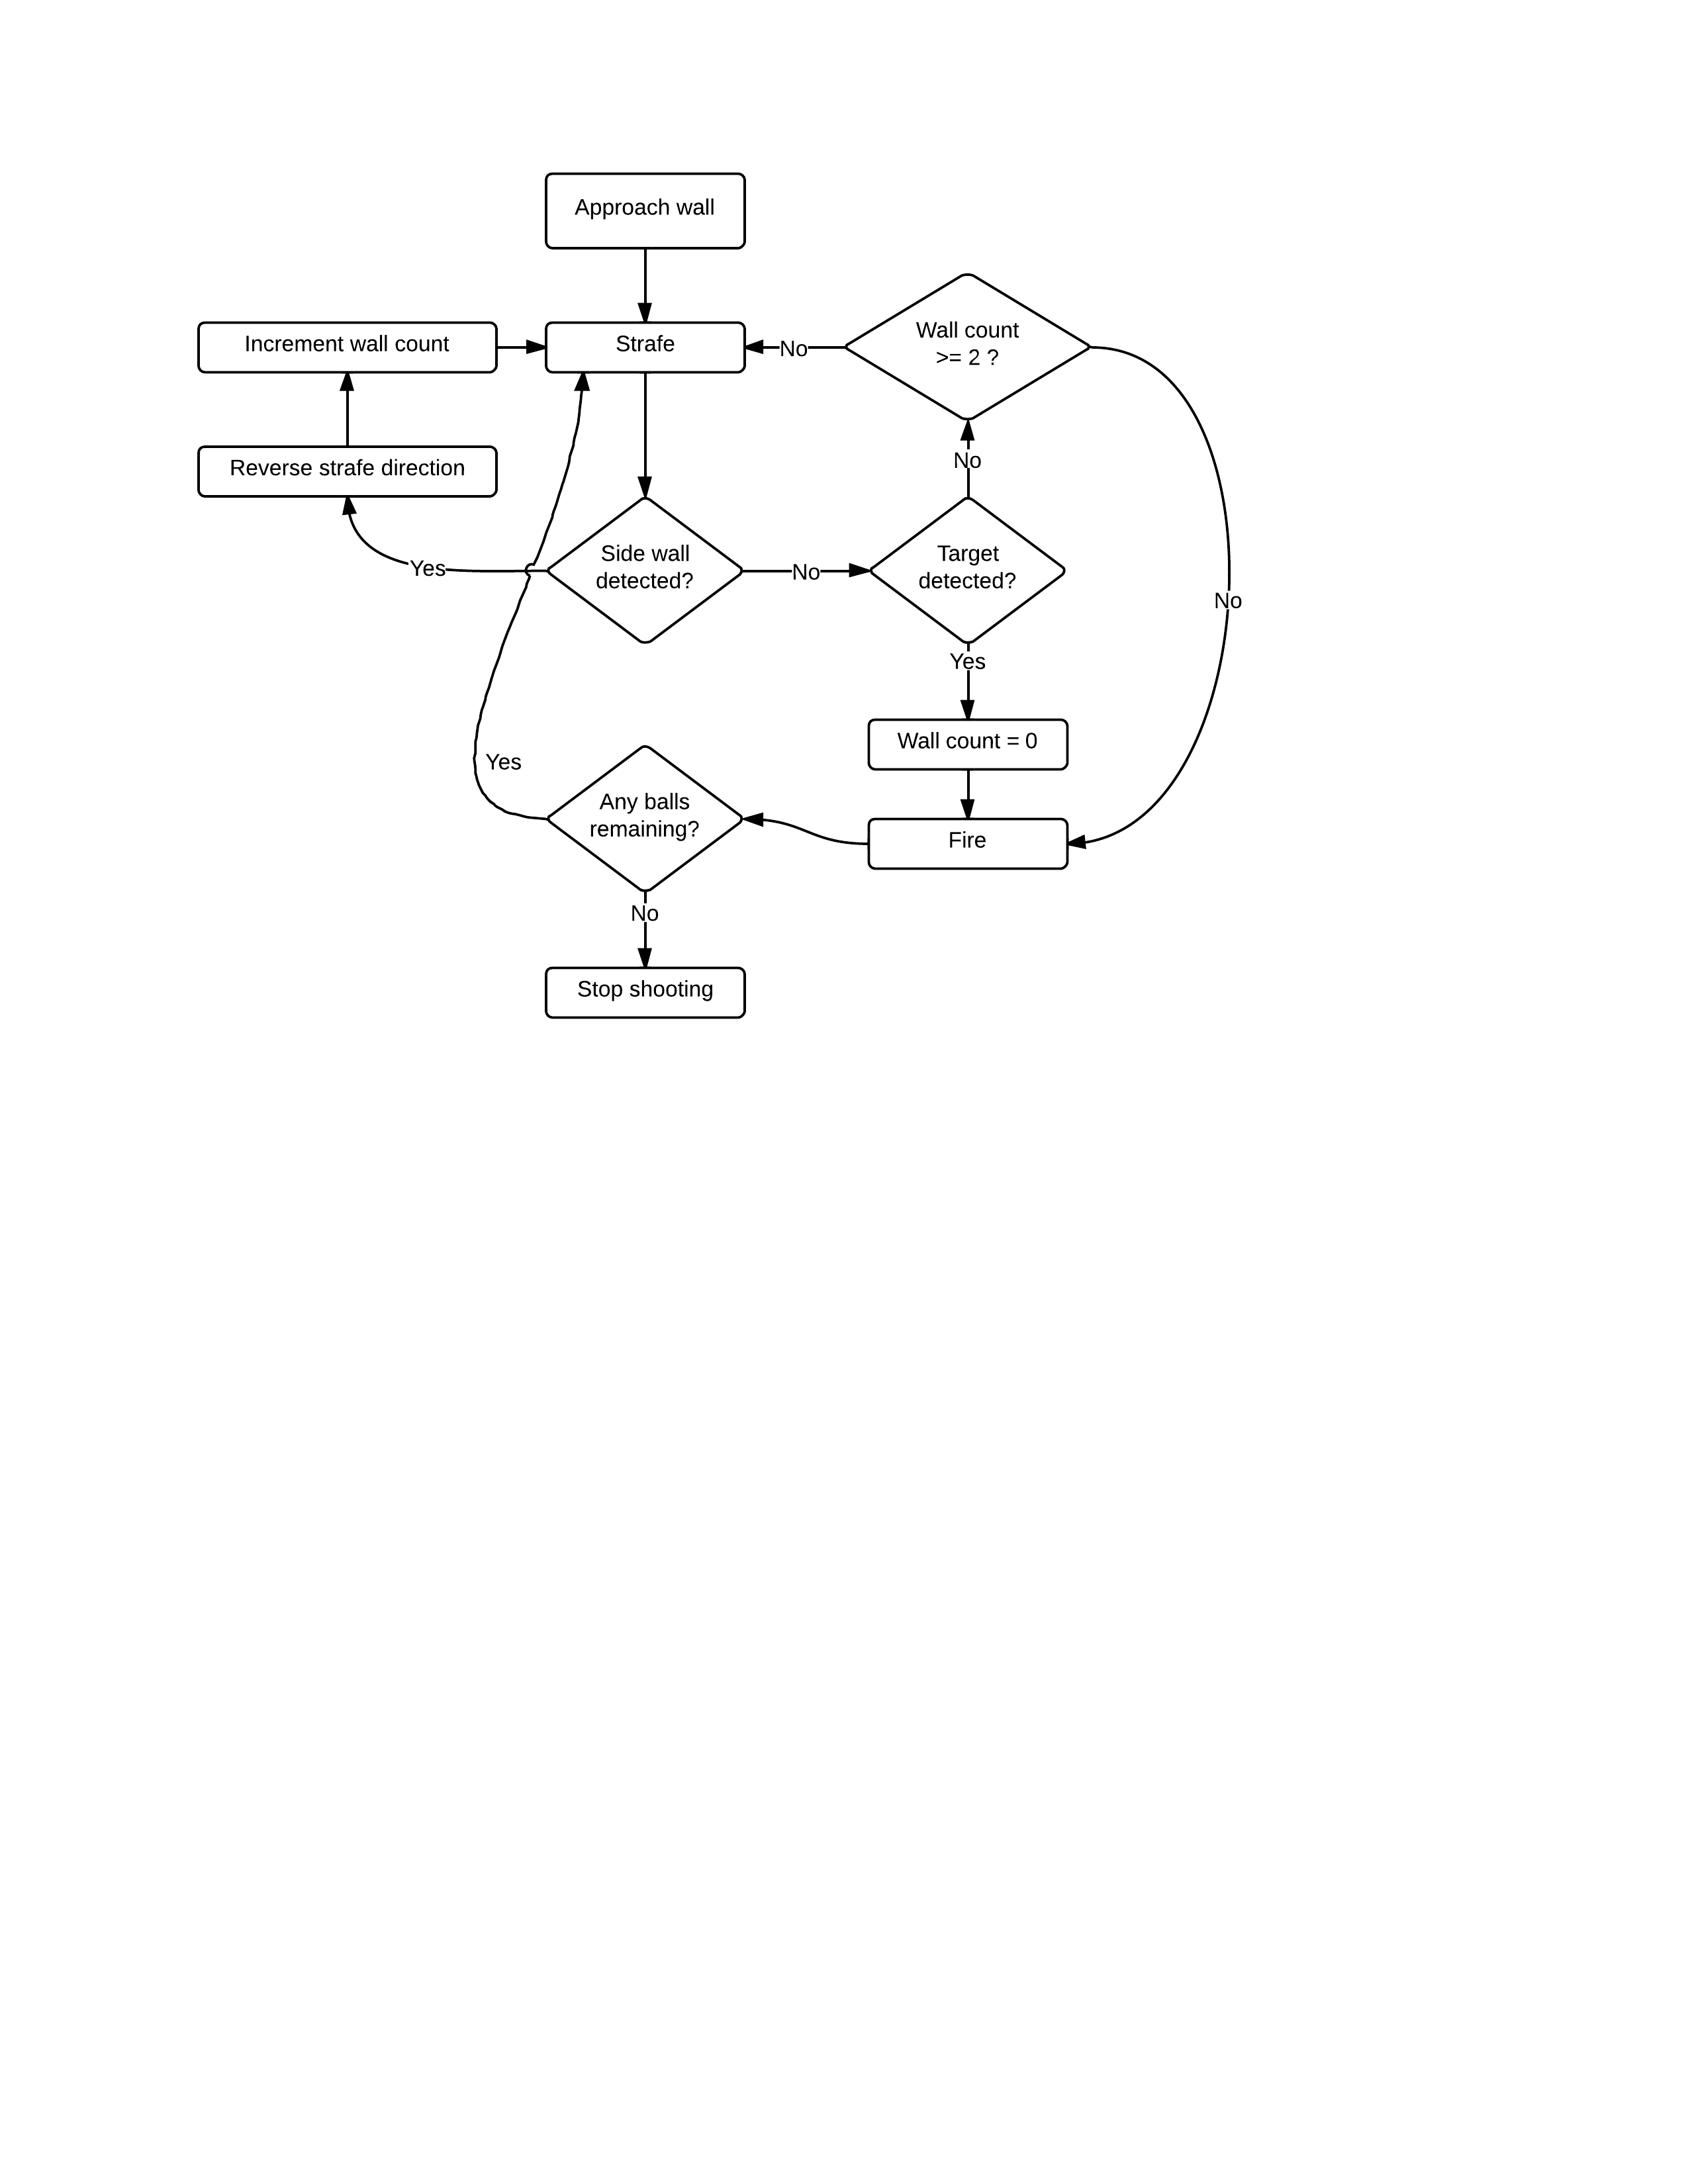 Approach wall
Wall count
>= 2 ?
Increment wall count
Strafe
No
No
Reverse strafe direction
Side wall
detected?
Target
detected?
Yes
No
No
Yes
Wall count = 0
Yes
Any balls
remaining?
Fire
No
Stop shooting